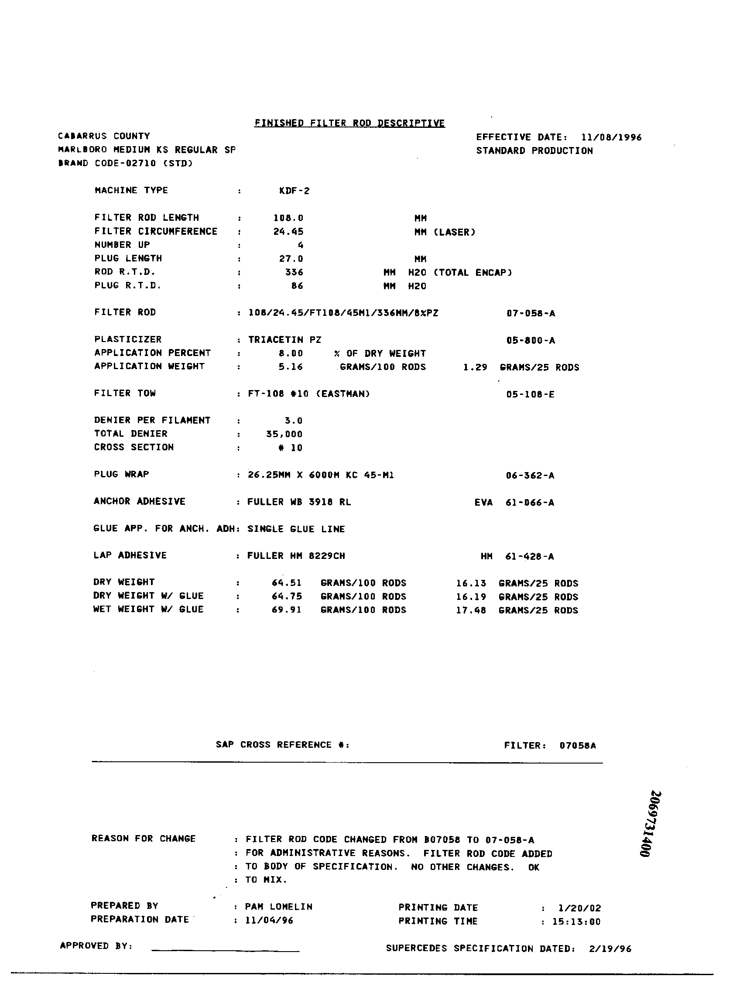 FINISHED FILTER ROD DESCRIPTIVE
CABARRUS COUNTY EFFECTIVE DATE: 11/08/1996
MARLBORO MEDIUM KS REGULAR SP STANDARD PRODUCTION
BRAND CODE-02710 (STD)
MACHINE TYPE : KDF-2
FILTER ROD LENGTH : 108.0 MM
FILTER CIRCUMFERENCE : 24.45 MM (LASER)
NUMBER UP : 4
PLUG LENGTH : 27.0 MM
ROD R.T.D. : 336 MM H2O (TOTAL ENCAP)
PLUG R.T.D. : 86 MM H2O
FILTER ROD : 108/24.45/FT108/45M1/336MM/8%PZ 07-058-A
PLASTICIZER : TRIACETIN PZ 05-800-A
APPLICATION PERCENT : 8.00 % OF DRY WEIGHT
APPLICATION WEIGHT : 5.16 GRAMS/100 RODS 1.29 GRAMS/25 RODS
FILTER TOW : FT-108 #10 (EASTMAN) 05-108-E
DENIER PER FILAMENT : 3.0
TOTAL DENIER : 35,000
CROSS SECTION : # 10
PLUG WRAP : 26.25MM X 6000M KC 45-M1 06-362-A
ANCHOR ADHESIVE : FULLER WB 3918 RL EVA 61-066-A
GLUE APP. FOR ANCH. ADH: SINGLE GLUE LINE
LAP ADHESIVE : FULLER HM 8229CH HM 61-428-A
DRY WEIGHT : 64.51 GRAMS/100 RODS 16.13 GRAMS/25 RODS
DRY WEIGHT W/ GLUE : 64.75 GRAMS/100 RODS 16.19 GRAMS/25 RODS
WET WEIGHT W/ GLUE : 69.91 GRAMS/100 RODS 17.48 GRAMS/25 RODS
SAP CROSS REFERENCE #: FILTER: 07058A
2069731400
REASON FOR CHANGE : FILTER ROD CODE CHANGED FROM B07058 TO 07-058-A
: FOR ADMINISTRATIVE REASONS. FILTER ROD CODE ADDED
: TO BODY OF SPECIFICATION. NO OTHER CHANGES. OK
: TO MIX.
PREPARED BY : PAM LOMELIN PRINTING DATE : 1/20/02
PREPARATION DATE : 11/04/96 PRINTING TIME : 15:13:00
APPROVED BY: SUPERCEDES SPECIFICATION DATED: 2/19/96